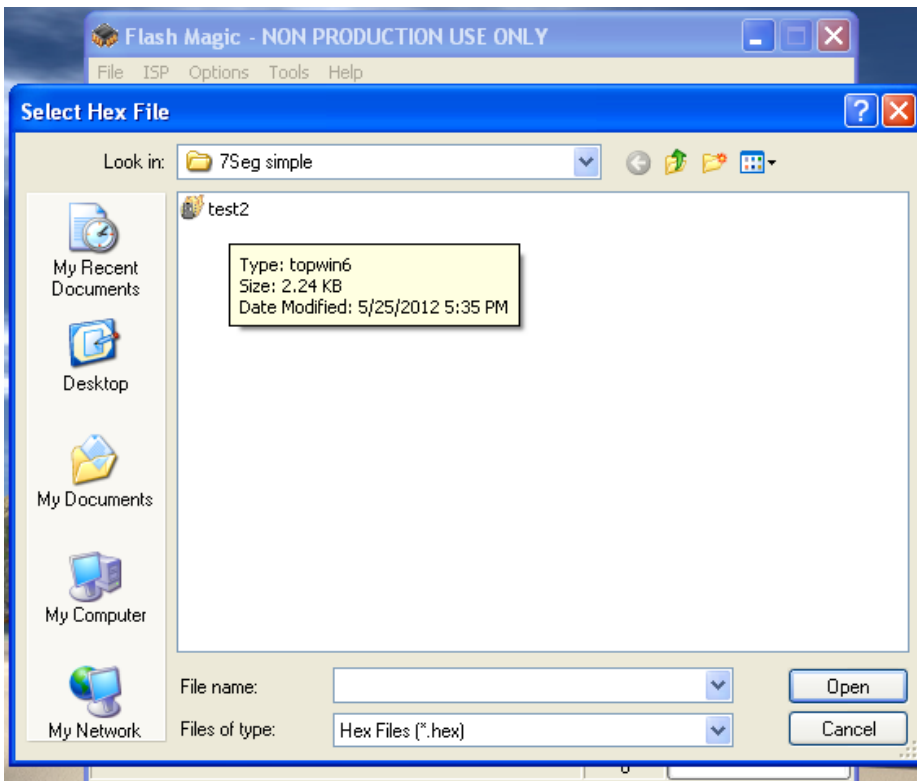 Flash Magic - NON PRODUCTION USE ONLY
File ISP Options Tools Help
Select Hex File
Look in: 7Seg simple
test2
Type: topwin6
Size: 2.24 KB
Date Modified: 5/25/2012 5:35 PM
My Recent
Documents
Desktop
My Documents
My Computer
My Network
File name:
Open
Files of type: Hex Files (*.hex)
Cancel